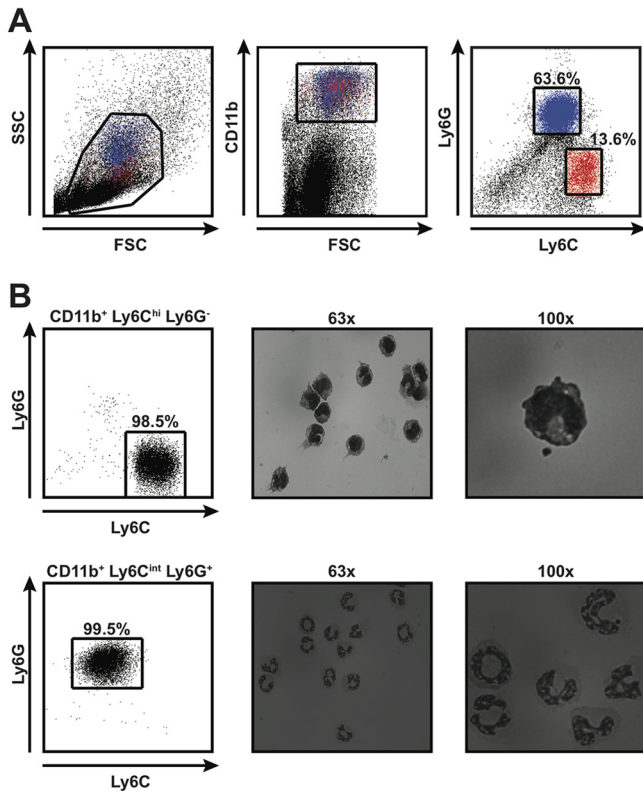 A
SSC
FSC
CD11b
FSC
Ly6G
63.6%
13.6%
Ly6C
B
CD11b⁺ Ly6Cʰⁱ Ly6G⁻
Ly6G
98.5%
Ly6C
63x
100x
CD11b⁺ Ly6Cⁱⁿᵗ Ly6G⁺
Ly6G
99.5%
Ly6C
63x
100x